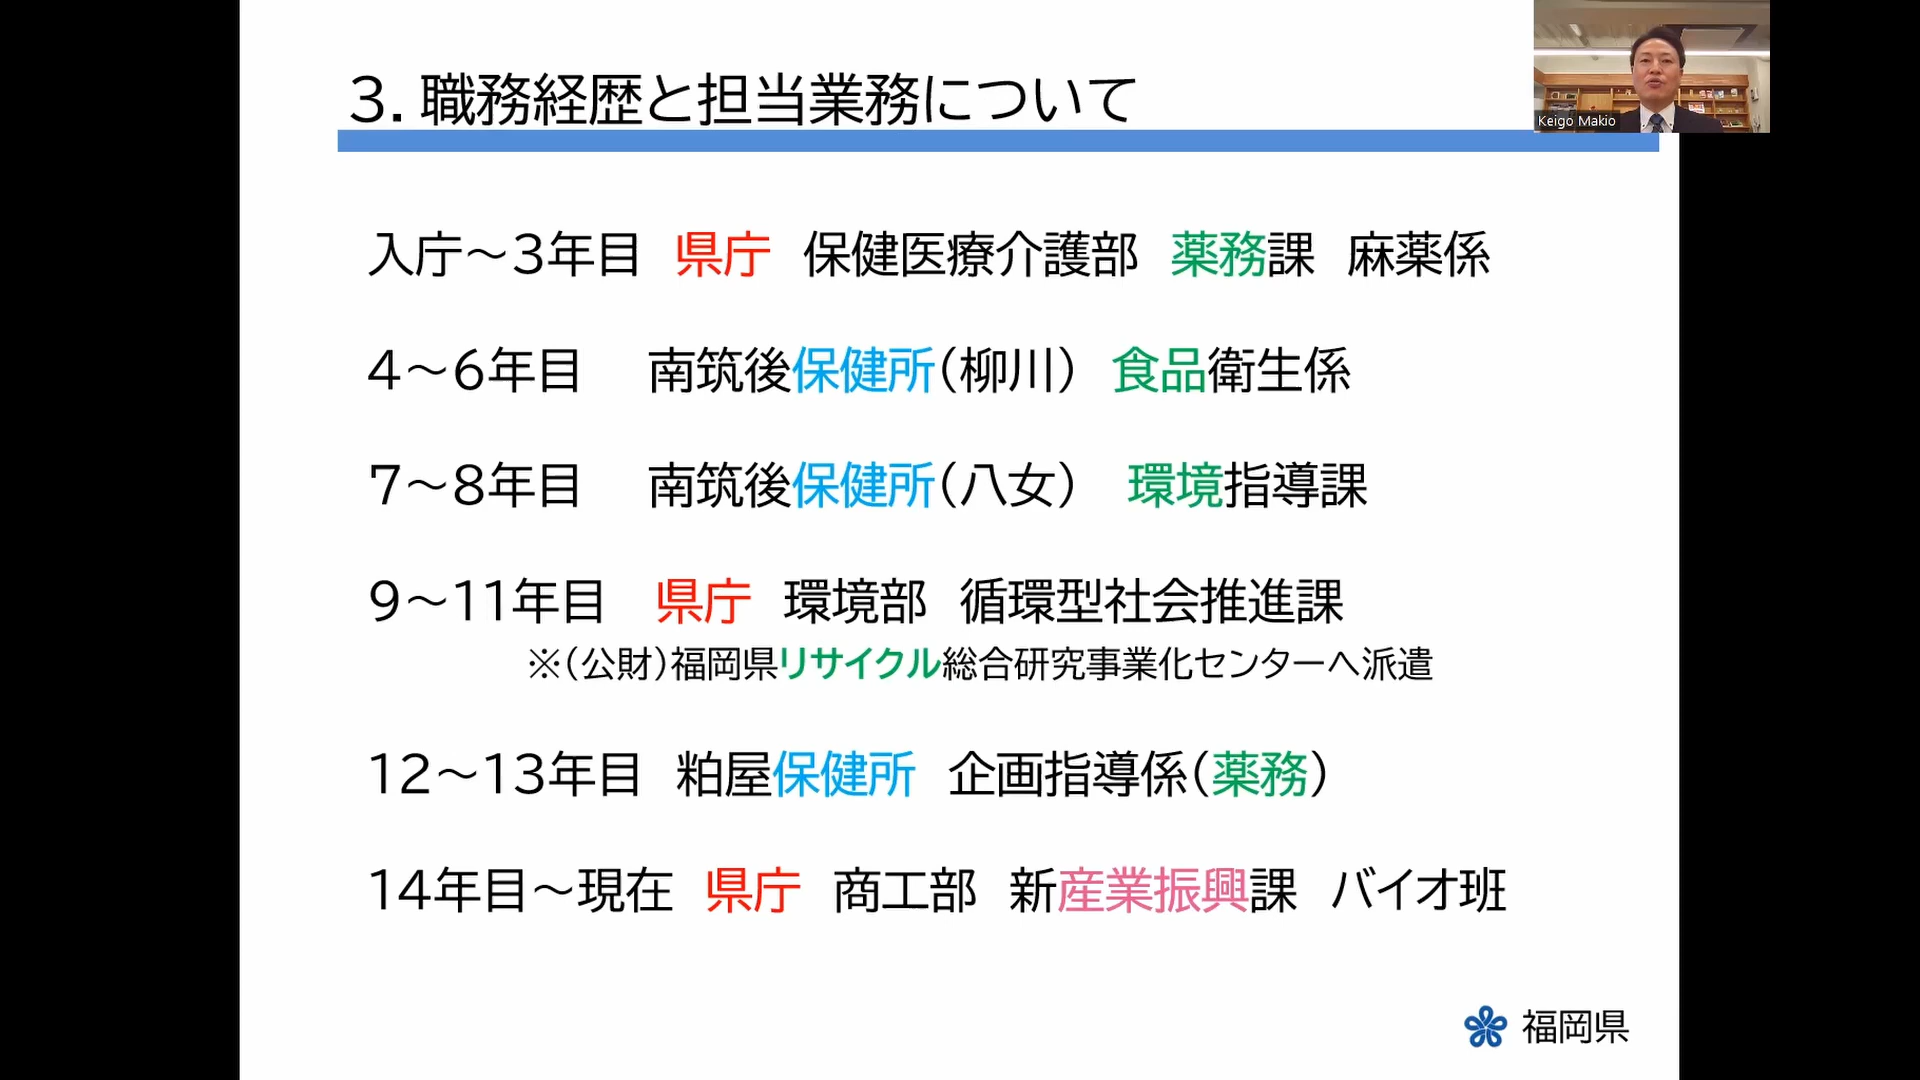 3. 職務経歴と担当業務について
Keigo Makio
入庁～3年目 県庁 保健医療介護部 薬務課 麻薬係
4～6年目 南筑後保健所（柳川） 食品衛生係
7～8年目 南筑後保健所（八女） 環境指導課
9～11年目 県庁 環境部 循環型社会推進課
※（公財）福岡県リサイクル総合研究事業化センターへ派遣
12～13年目 粕屋保健所 企画指導係（薬務）
14年目～現在 県庁 商工部 新産業振興課 バイオ班
福岡県